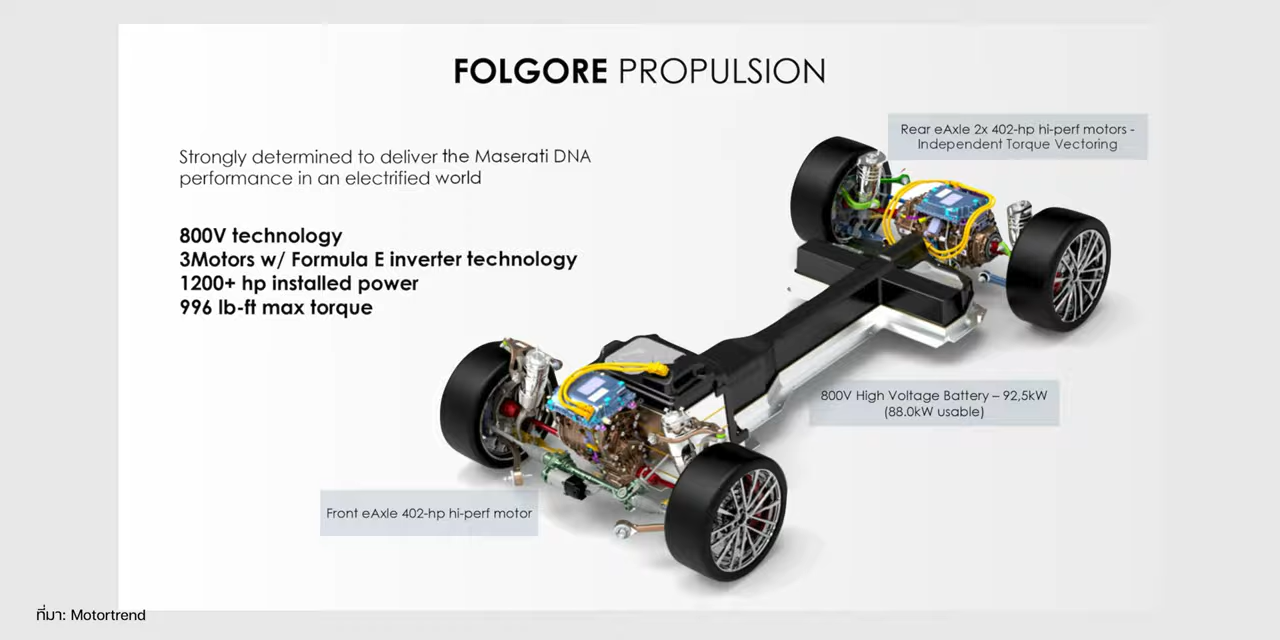 FOLGORE PROPULSION
Strongly determined to deliver the Maserati DNA
performance in an electrified world
800V technology
3Motors w/ Formula E inverter technology
1200+ hp installed power
996 lb-ft max torque
Rear eAxle 2x 402-hp hi-perf motors -
Independent Torque Vectoring
800V High Voltage Battery – 92,5kW
(88.0kW usable)
Front eAxle 402-hp hi-perf motor
ที่มา: Motortrend